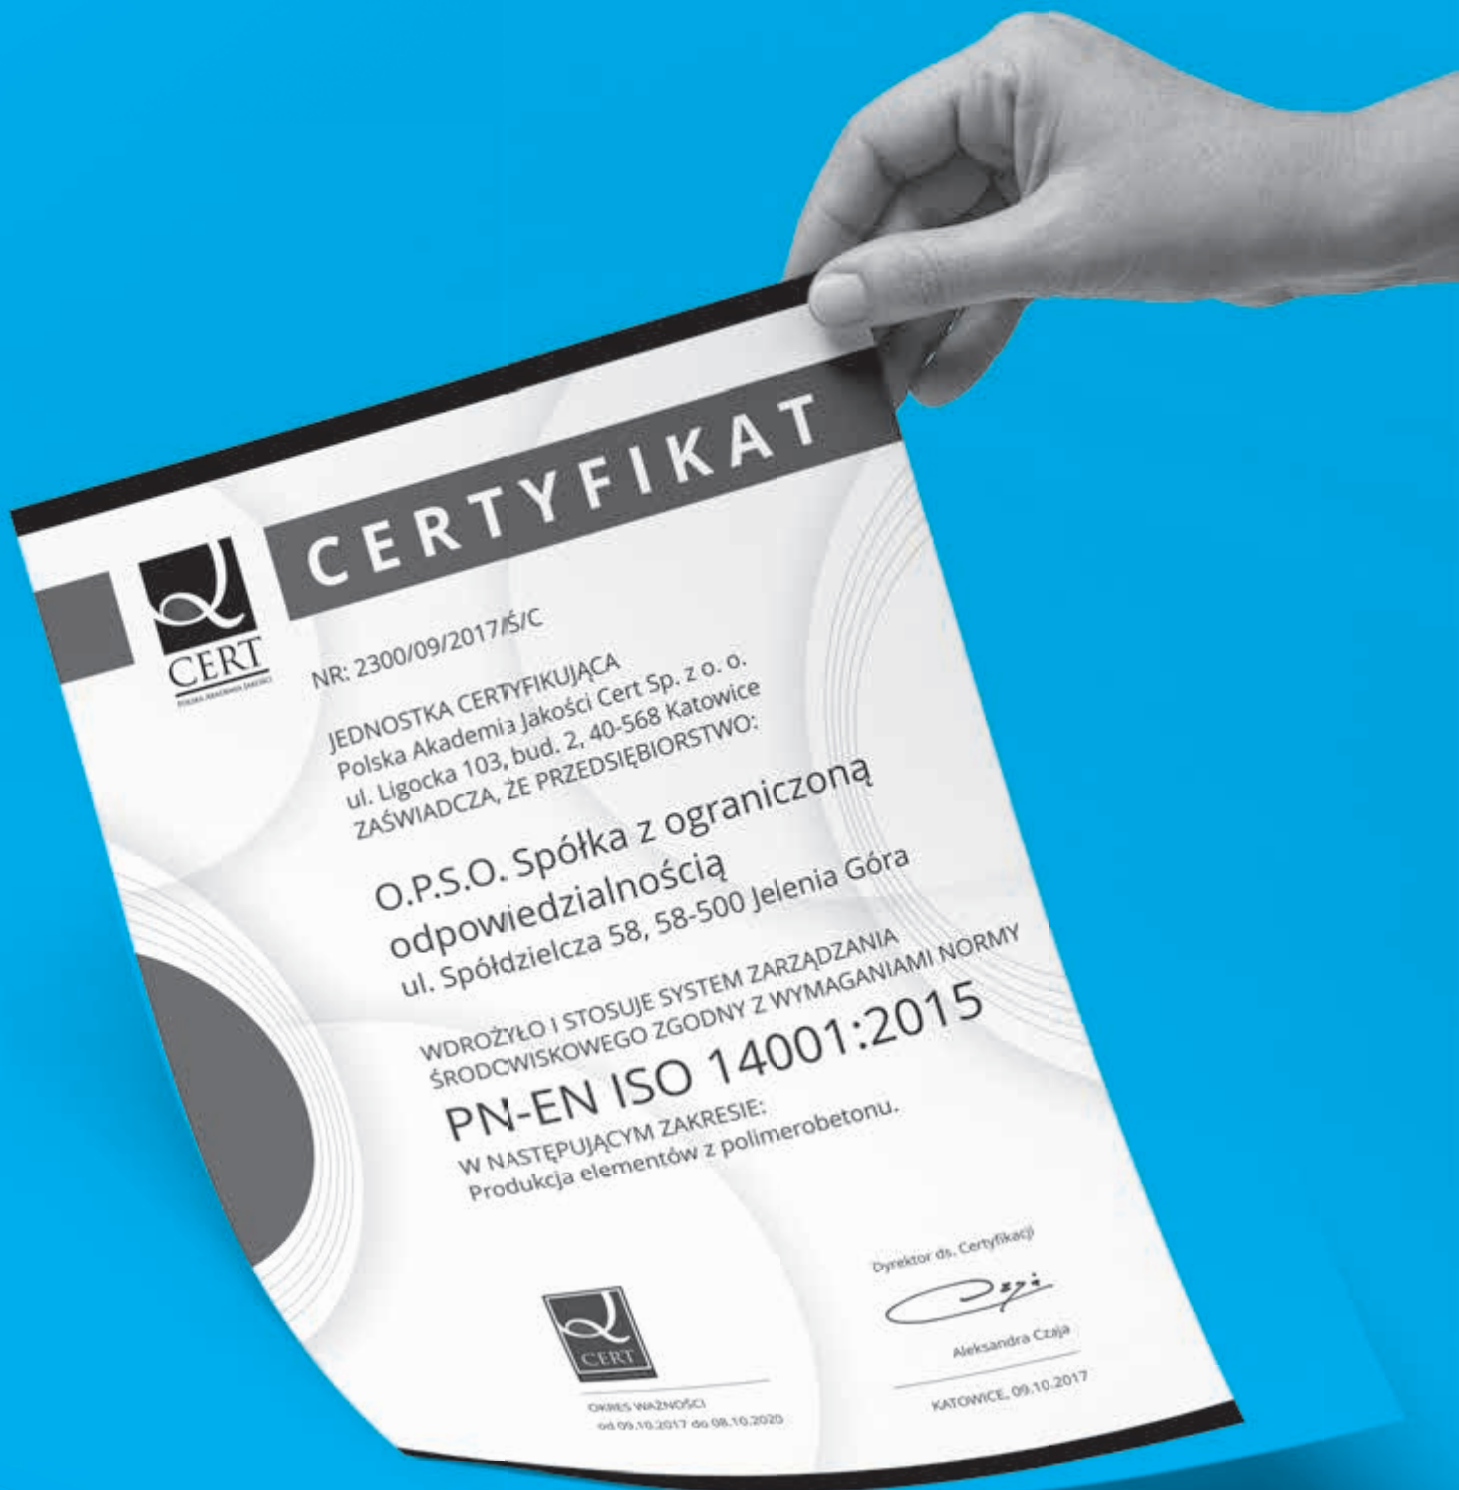 CERTYFIKAT
CERT
POLSKA AKADEMIA JAKOŚCI
NR: 2300/09/2017/Ś/C
JEDNOSTKA CERTYFIKUJĄCA
Polska Akademia Jakości Cert Sp. z o. o.
ul. Ligocka 103, bud. 2, 40-568 Katowice
ZAŚWIADCZA, ŻE PRZEDSIĘBIORSTWO:
O.P.S.O. Spółka z ograniczoną
odpowiedzialnością
ul. Spółdzielcza 58, 58-500 Jelenia Góra
WDROŻYŁO I STOSUJE SYSTEM ZARZĄDZANIA
ŚRODOWISKOWEGO ZGODNY Z WYMAGANIAMI NORMY
PN-EN ISO 14001:2015
W NASTĘPUJĄCYM ZAKRESIE:
Produkcja elementów z polimerobetonu.
CERT
OKRES WAŻNOŚCI
od 09.10.2017 do 08.10.2020
Dyrektor ds. Certyfikacji
Aleksandra Czaja
KATOWICE, 09.10.2017